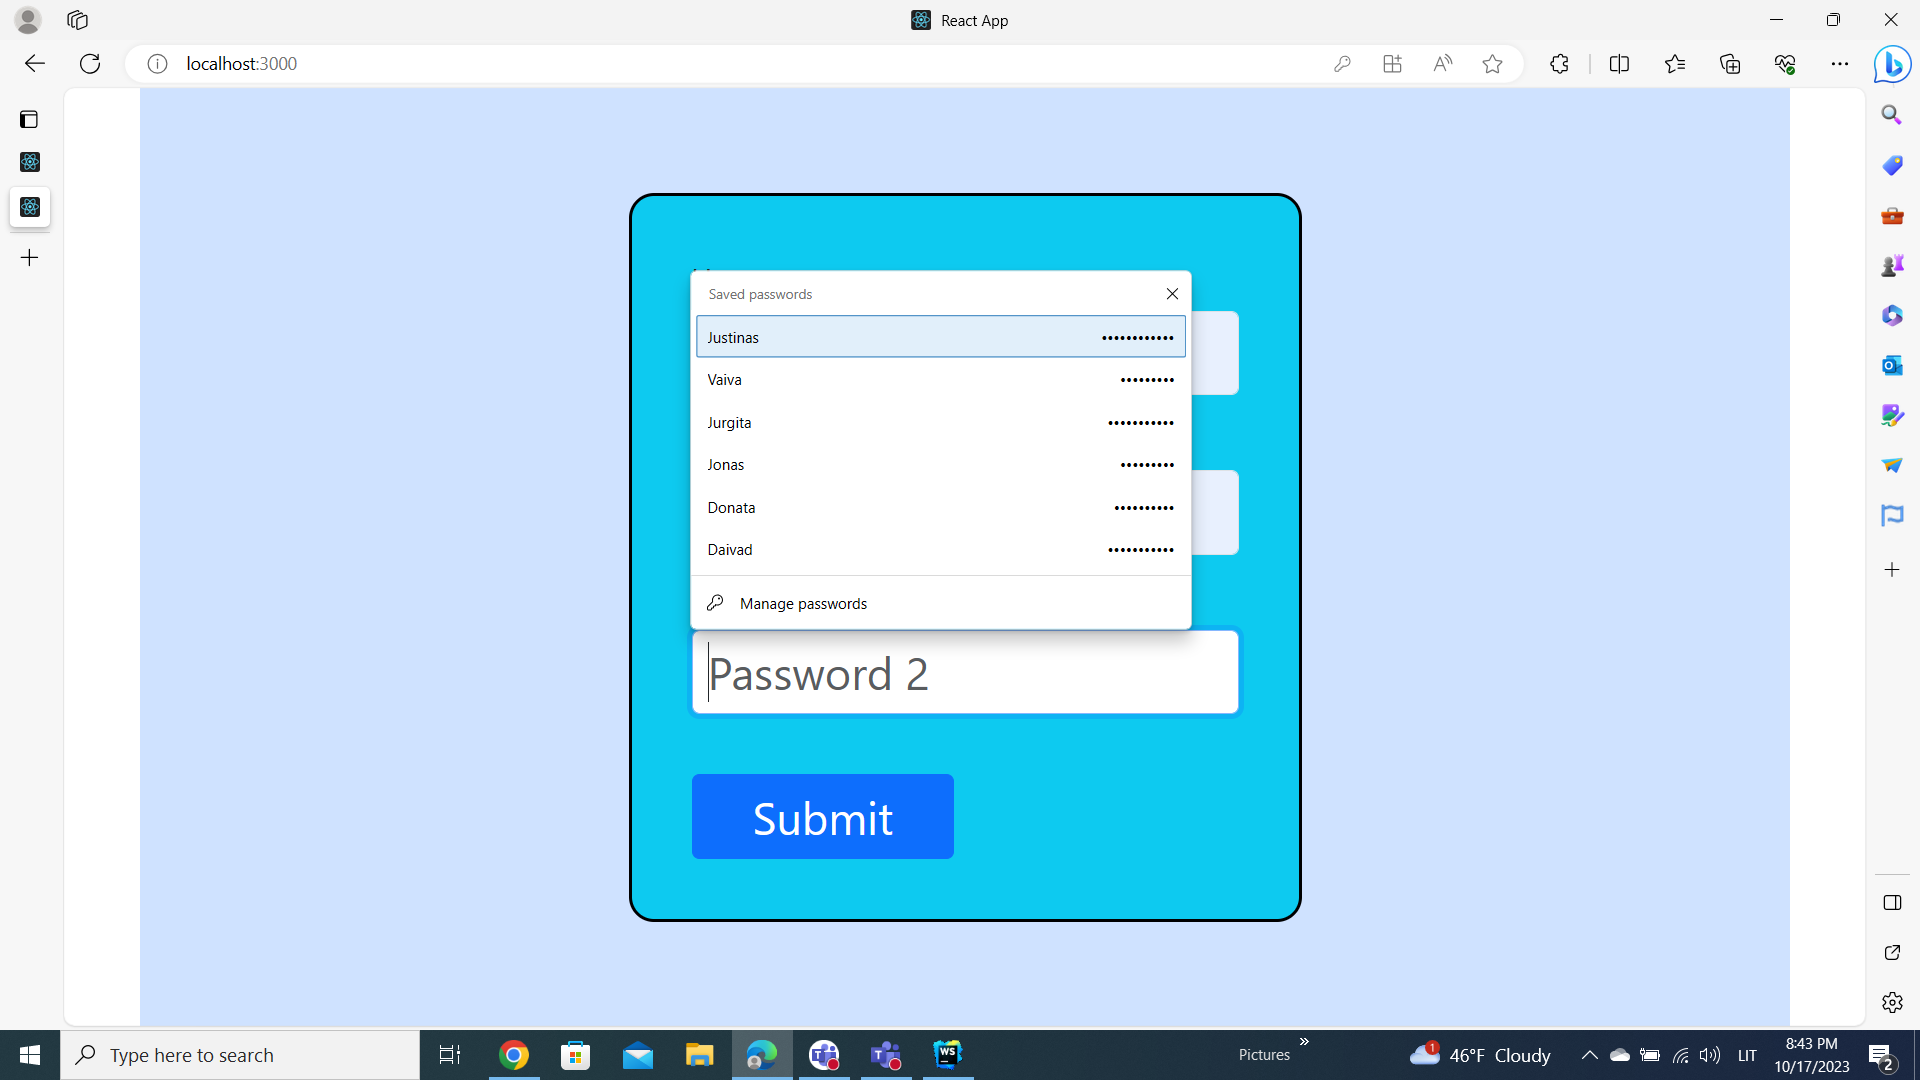 React App
localhost:3000
Saved passwords
Justinas ••••••••••••
Vaiva •••••••••
Jurgita •••••••••••
Jonas •••••••••
Donata ••••••••••
Daivad •••••••••••
Manage passwords
Password 2
Submit
Type here to search
WS
Pictures
1
46°F Cloudy
LIT
8:43 PM
10/17/2023
2